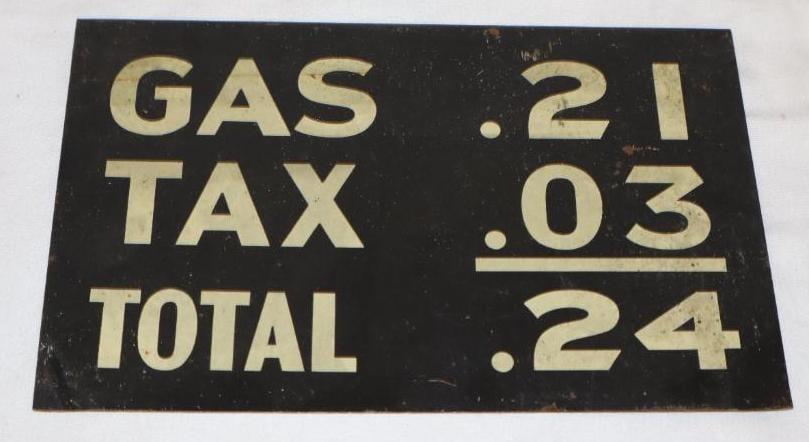 GAS .21
TAX .03
TOTAL .24